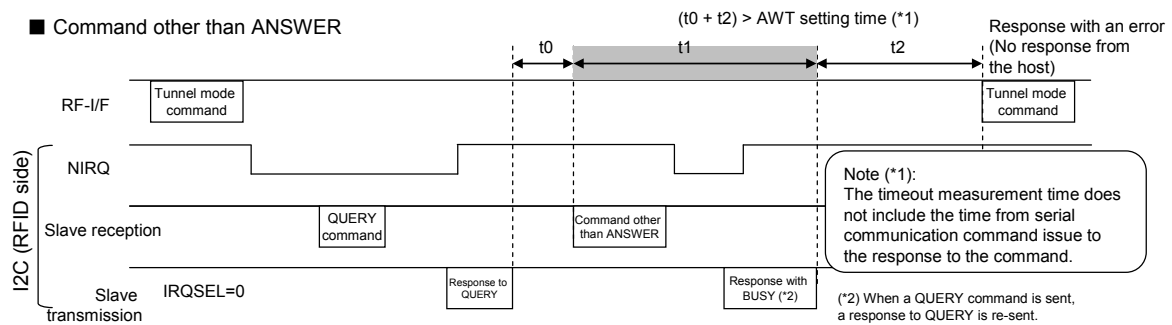 ■ Command other than ANSWER
(t0 + t2) > AWT setting time (*1)
t0
t1
t2
Response with an error
(No response from
the host)
RF-I/F
Tunnel mode
command
Tunnel mode
command
I2C (RFID side)
NIRQ
Note (*1):
The timeout measurement time does
not include the time from serial
communication command issue to
the response to the command.
Slave reception
QUERY
command
Command other
than ANSWER
Slave
transmission
IRQSEL=0
Response to
QUERY
Response with
BUSY (*2)
(*2) When a QUERY command is sent,
a response to QUERY is re-sent.